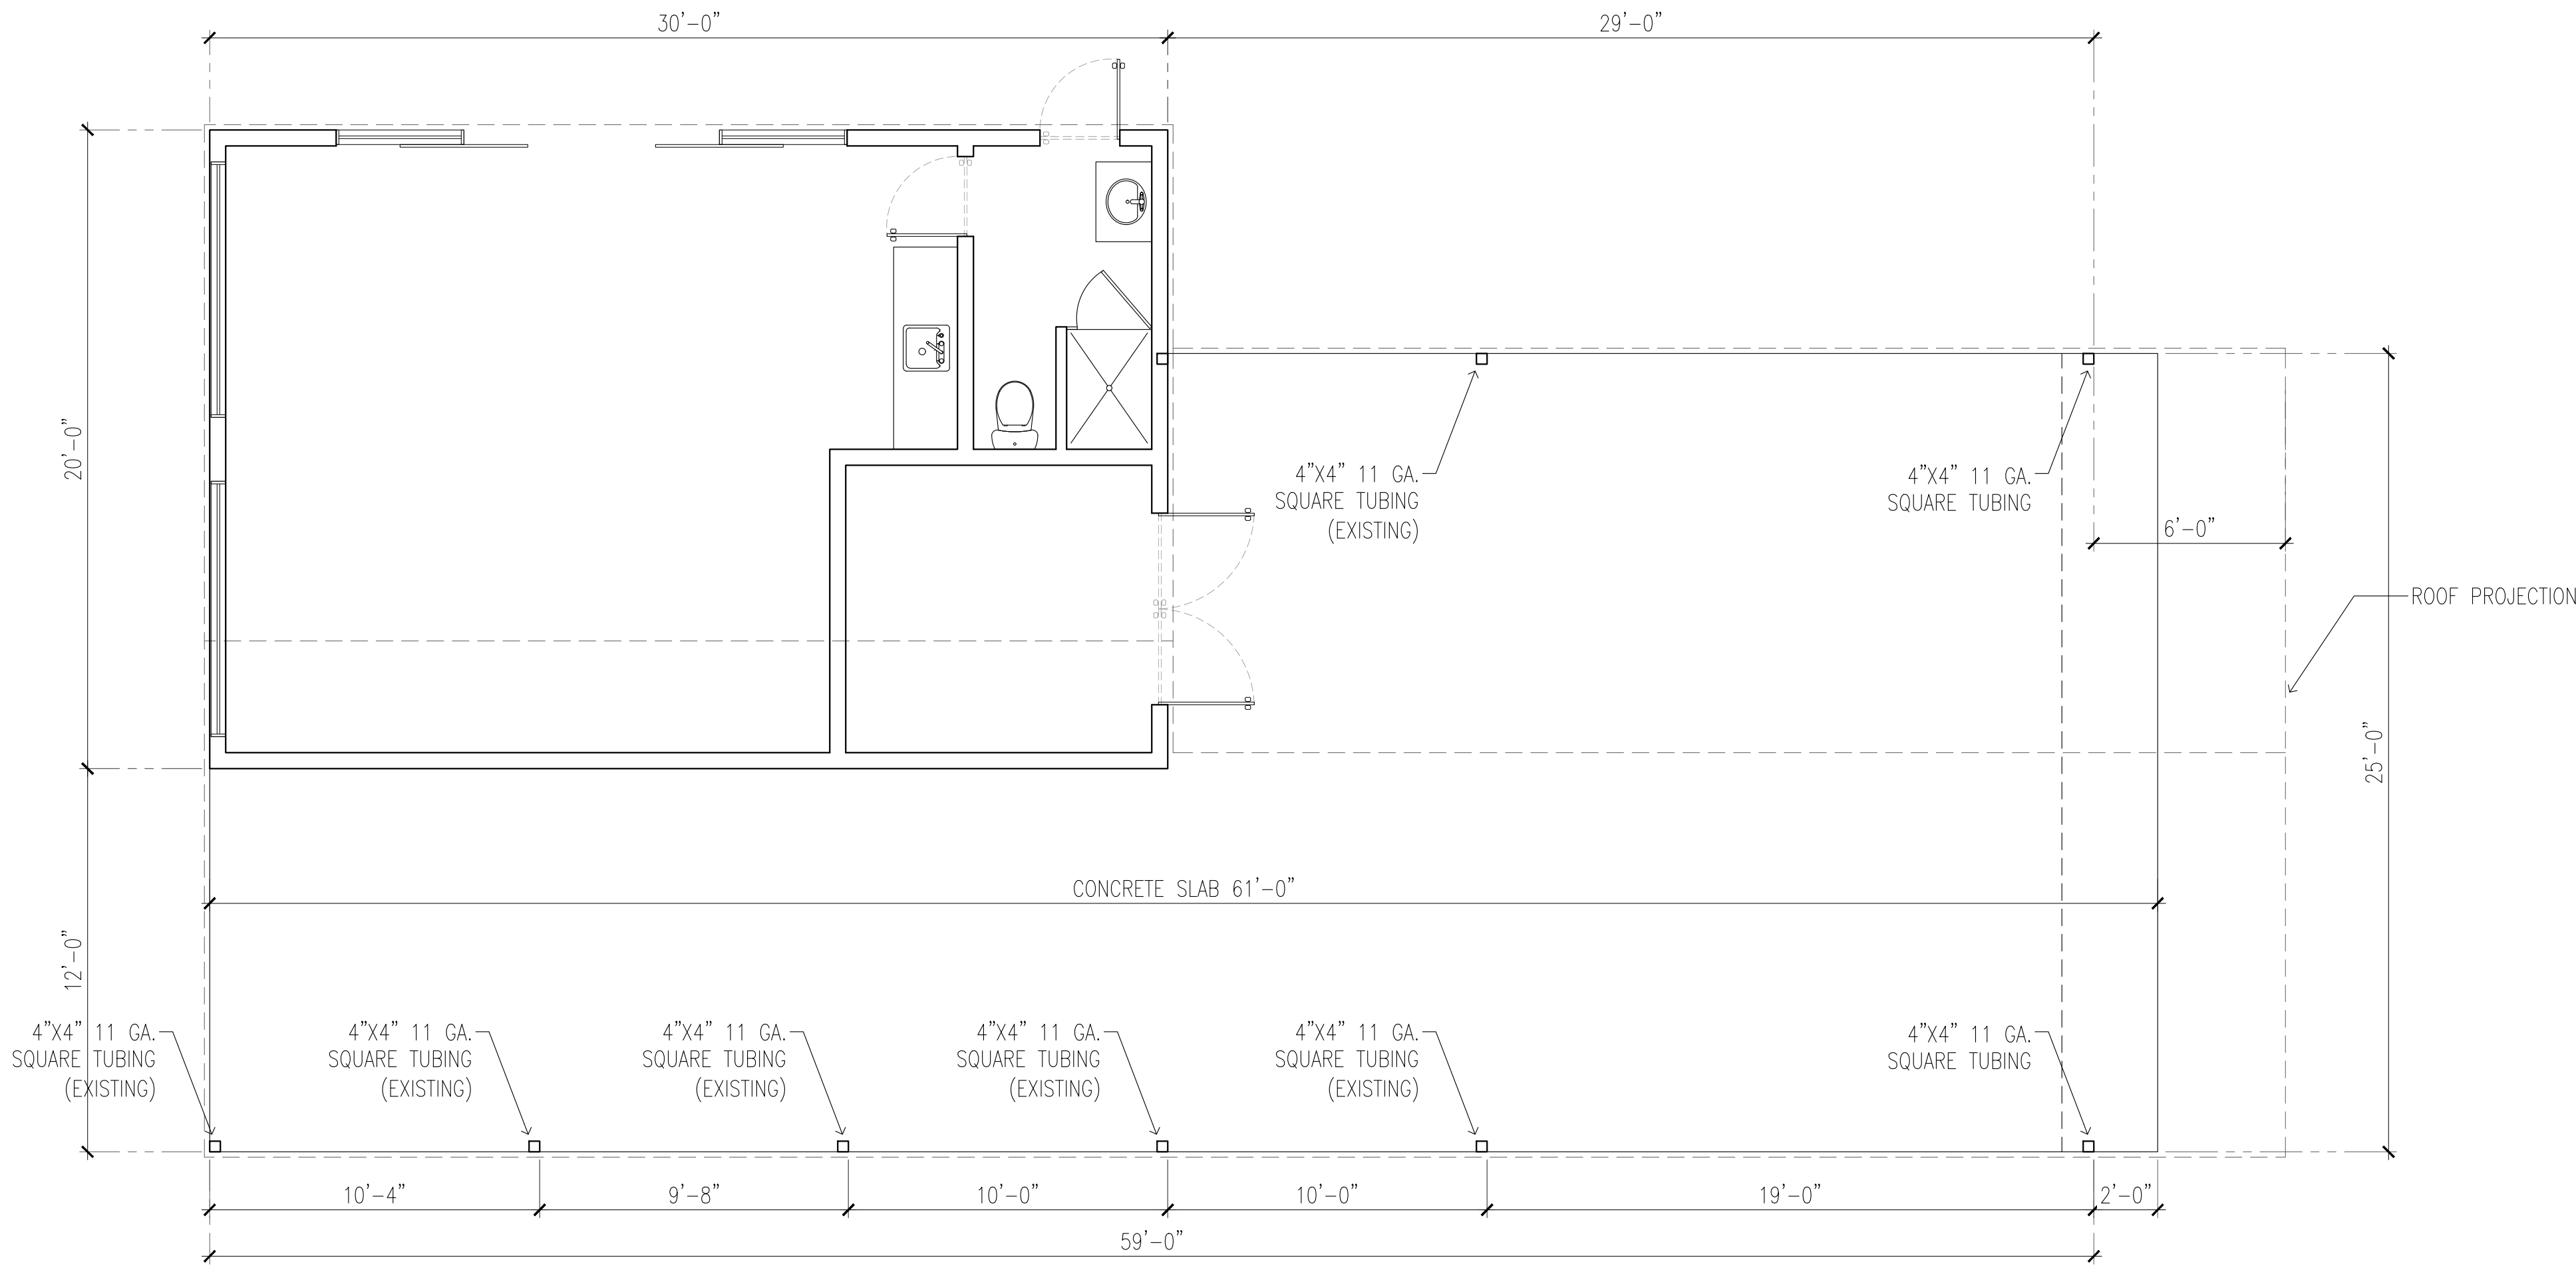 30'-0"
29'-0"
20'-0"
4"X4" 11 GA.
SQUARE TUBING
(EXISTING)
4"X4" 11 GA.
SQUARE TUBING
6'-0"
ROOF PROJECTION
25'-0"
CONCRETE SLAB 61'-0"
12'-0"
4"X4" 11 GA.
SQUARE TUBING
(EXISTING)
4"X4" 11 GA.
SQUARE TUBING
(EXISTING)
4"X4" 11 GA.
SQUARE TUBING
(EXISTING)
4"X4" 11 GA.
SQUARE TUBING
(EXISTING)
4"X4" 11 GA.
SQUARE TUBING
(EXISTING)
4"X4" 11 GA.
SQUARE TUBING
10'-4"
9'-8"
10'-0"
10'-0"
19'-0"
2'-0"
59'-0"